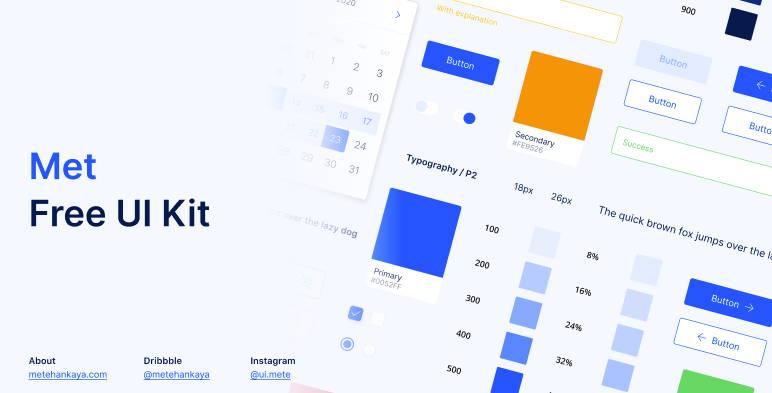 Met
Free UI Kit
About
metehankaya.com
Dribbble
@metehankaya
Instagram
@ui.mete
2020
SAT
31
1
2
3
8
9
10
15
16
17
22
23
24
28
29
30
31
over the lazy dog
With explanation
Button
Secondary
#FE9526
Typography / P2
18px
26px
The quick brown fox jumps over the la
Primary
#0052FF
100
200
300
400
500
8%
16%
24%
32%
900
Button
Button
Button
Success
Button
Button